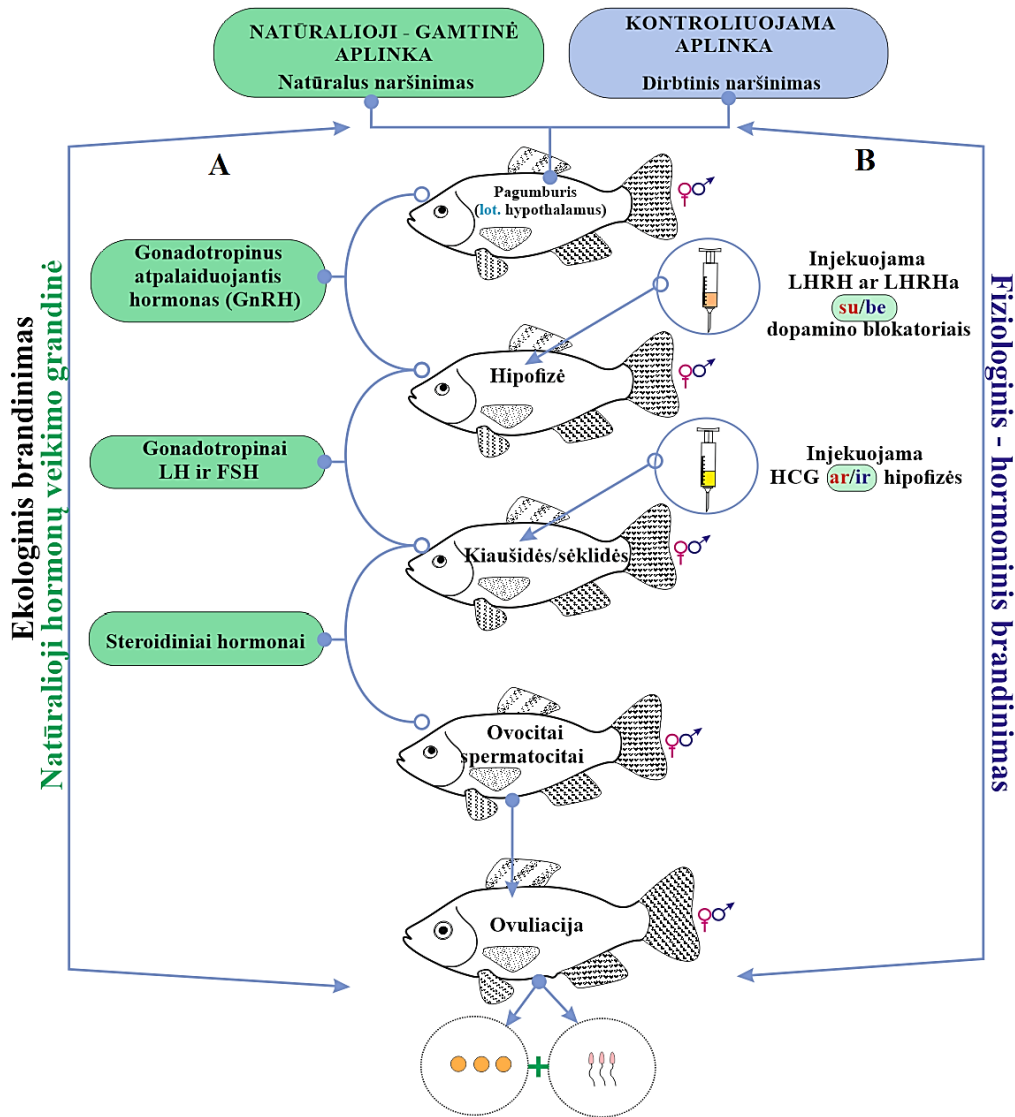 NATŪRALIOJI - GAMTINĖ
APLINKA
Natūralus naršinimas
KONTROLIUOJAMA
APLINKA
Dirbtinis naršinimas
A
B
Pagumburis
(lot. hypothalamus)
Gonadotropinus
atpalaiduojantis
hormonas (GnRH)
Injekuojama
LHRH ar LHRHa
su/be
dopamino blokatoriais
Hipofizė
Gonadotropinai
LH ir FSH
Injekuojama
HCG ar/ir hipofizės
Kiaušidės/sėklidės
Steroidiniai hormonai
Ovocitai
spermatocitai
Ovuliacija
+
Ekologinis brandinimas
Natūralioji hormonų veikimo grandinė
Fiziologinis - hormoninis brandinimas